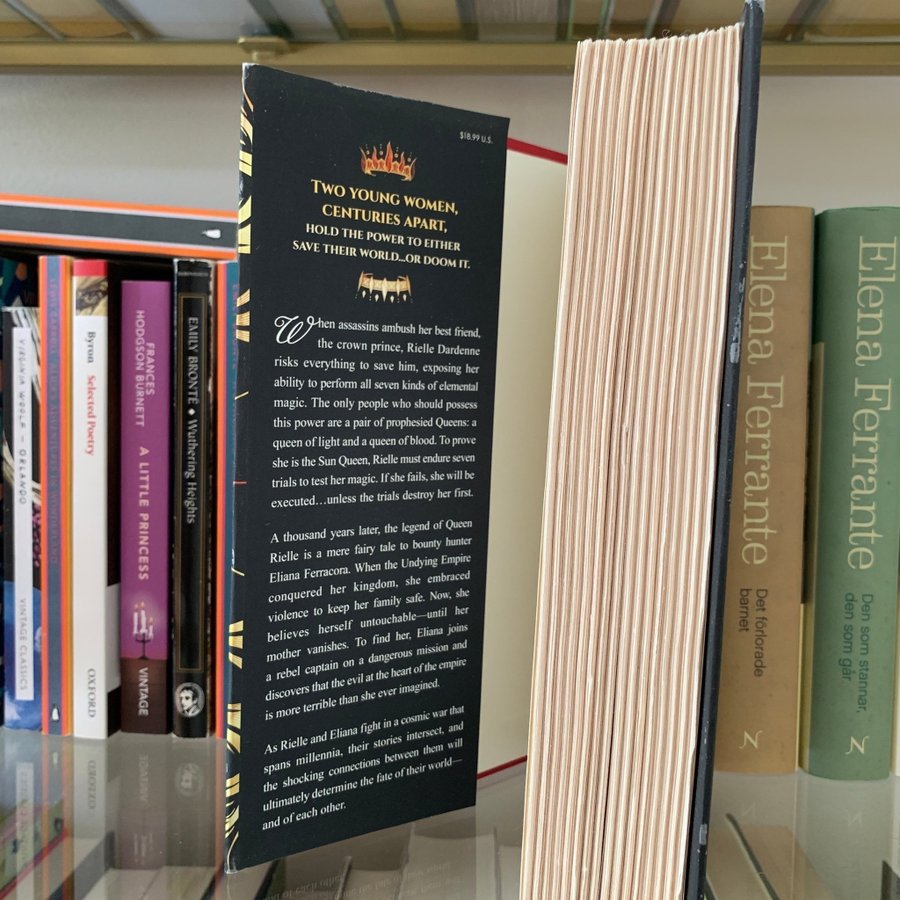 $18.99 U.S.
TWO YOUNG WOMEN,
CENTURIES APART,
HOLD THE POWER TO EITHER
SAVE THEIR WORLD...OR DOOM IT.
When assassins ambush her best friend,
the crown prince, Rielle Dardenne
risks everything to save him, exposing her
ability to perform all seven kinds of elemental
magic. The only people who should possess
this power are a pair of prophesied Queens: a
queen of light and a queen of blood. To prove
she is the Sun Queen, Rielle must endure seven
trials to test her magic. If she fails, she will be
executed...unless the trials destroy her first.
A thousand years later, the legend of Queen
Rielle is a mere fairy tale to bounty hunter
Eliana Ferracora. When the Undying Empire
conquered her kingdom, she embraced
violence to keep her family safe. Now, she
believes herself untouchable—until her
mother vanishes. To find her, Eliana joins
a rebel captain on a dangerous mission and
discovers that the evil at the heart of the empire
is more terrible than she ever imagined.
As Rielle and Eliana fight in a cosmic war that
spans millennia, their stories intersect, and
the shocking connections between them will
ultimately determine the fate of their world—
and of each other.
VIRGINIA WOOLF — ORLANDO
VINTAGE CLASSICS
LEWIS CARROLL ALICE'S ADVENTURES IN WONDERLAND
Byron Selected Poetry
OXFORD
FRANCES
HODGSON BURNETT
A LITTLE PRINCESS
VINTAGE
EMILY BRONTË ♦ Wuthering Heights
Elena Ferrante
Det förlorade
barnet
N
Elena Ferrante
Den som stannar,
den som går
N